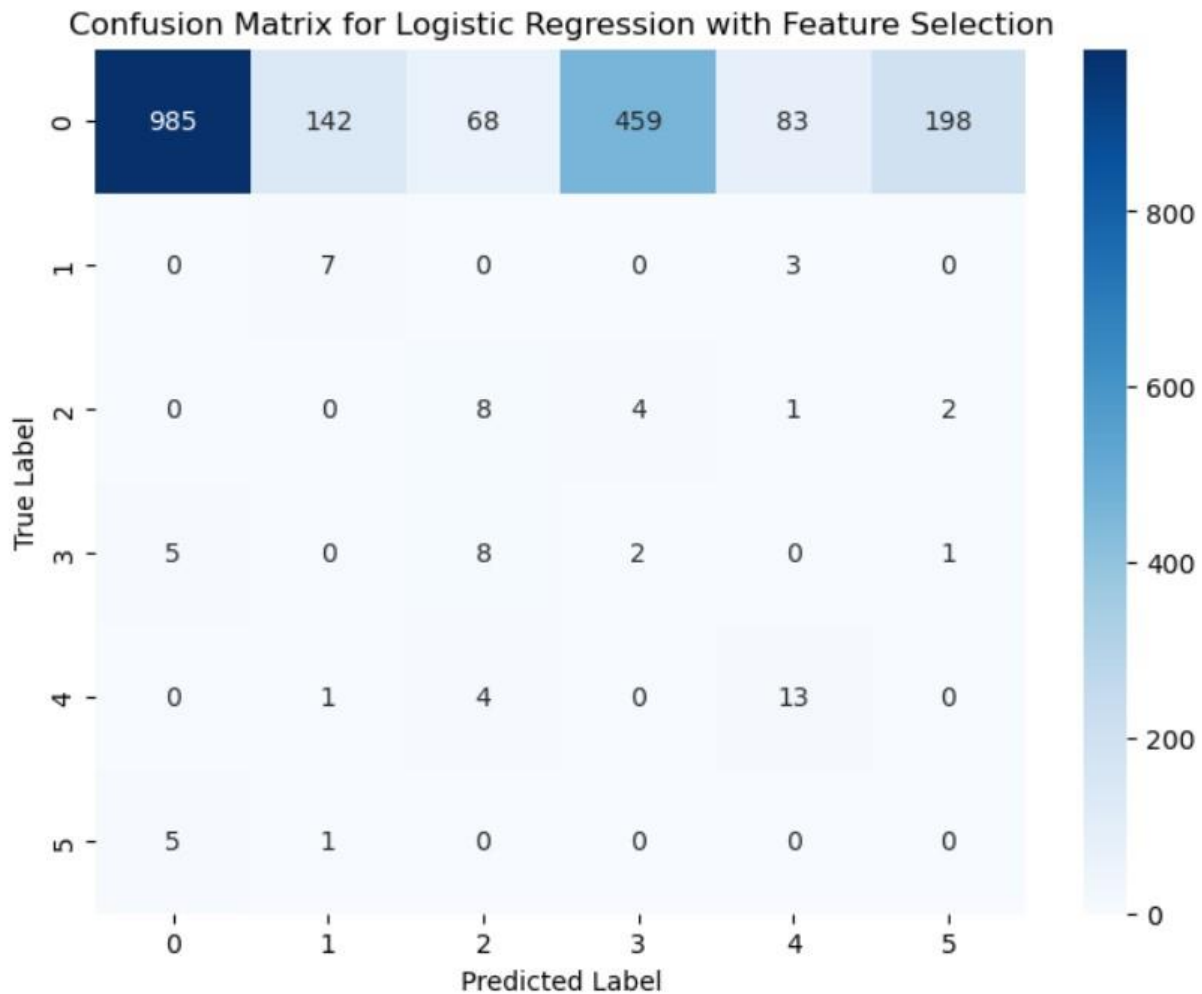 Confusion Matrix for Logistic Regression with Feature Selection
0 985 142 68 459 83 198
1 0 7 0 0 3 0
2 0 0 8 4 1 2
3 5 0 8 2 0 1
4 0 1 4 0 13 0
5 5 1 0 0 0 0
0 1 2 3 4 5
Predicted Label
True Label
800
600
400
200
0